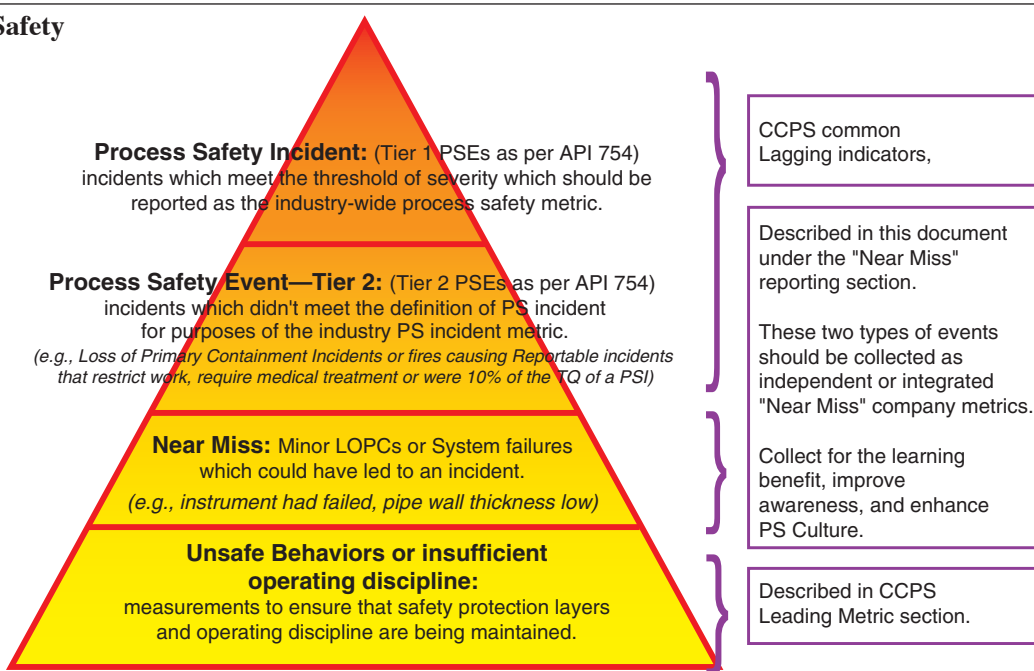 Safety
Process Safety Incident: (Tier 1 PSEs as per API 754)
incidents which meet the threshold of severity which should be
reported as the industry-wide process safety metric.
Process Safety Event—Tier 2: (Tier 2 PSEs as per API 754)
incidents which didn't meet the definition of PS incident
for purposes of the industry PS incident metric.
(e.g., Loss of Primary Containment Incidents or fires causing Reportable incidents
that restrict work, require medical treatment or were 10% of the TQ of a PSI)
Near Miss: Minor LOPCs or System failures
which could have led to an incident.
(e.g., instrument had failed, pipe wall thickness low)
Unsafe Behaviors or insufficient
operating discipline:
measurements to ensure that safety protection layers
and operating discipline are being maintained.
CCPS common
Lagging indicators,
Described in this document
under the "Near Miss"
reporting section.
These two types of events
should be collected as
independent or integrated
"Near Miss" company metrics.
Collect for the learning
benefit, improve
awareness, and enhance
PS Culture.
Described in CCPS
Leading Metric section.